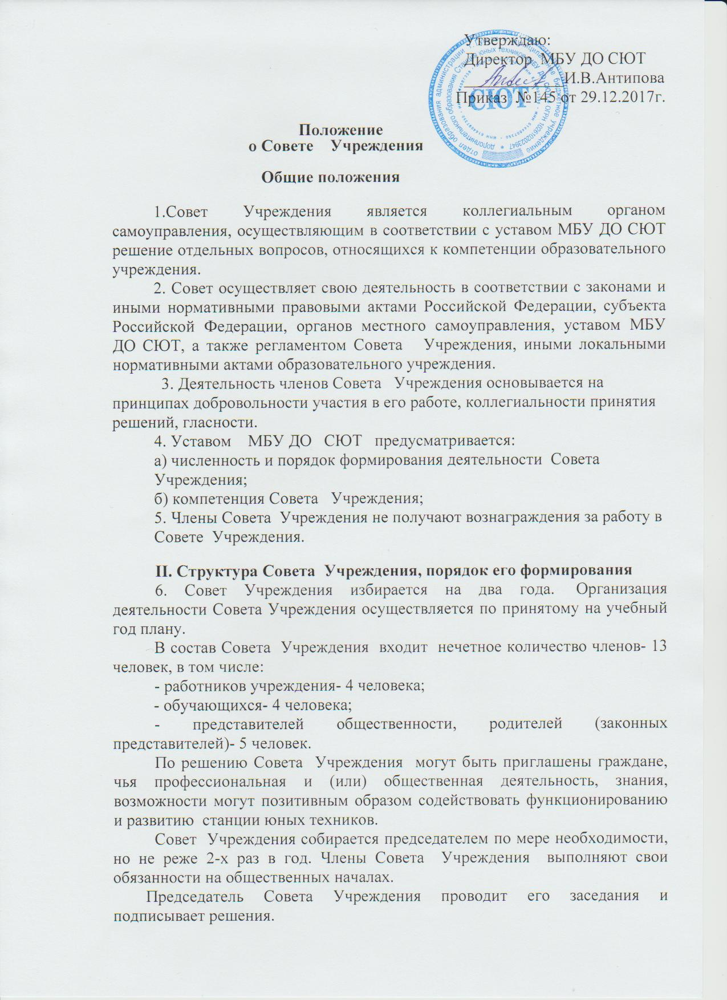 Утверждаю:
Директор МБУ ДО СЮТ
И.В.Антипова
Приказ №145 от 29.12.2017г.
СЮТ
Положение
о Совете Учреждения
Общие положения
1.Совет Учреждения является коллегиальным органом
самоуправления, осуществляющим в соответствии с уставом МБУ ДО СЮТ
решение отдельных вопросов, относящихся к компетенции образовательного
учреждения.
2. Совет осуществляет свою деятельность в соответствии с законами и
иными нормативными правовыми актами Российской Федерации, субъекта
Российской Федерации, органов местного самоуправления, уставом МБУ
ДО СЮТ, а также регламентом Совета Учреждения, иными локальными
нормативными актами образовательного учреждения.
3. Деятельность членов Совета Учреждения основывается на
принципах добровольности участия в его работе, коллегиальности принятия
решений, гласности.
4. Уставом МБУ ДО СЮТ предусматривается:
а) численность и порядок формирования деятельности Совета
Учреждения;
б) компетенция Совета Учреждения;
5. Члены Совета Учреждения не получают вознаграждения за работу в
Совете Учреждения.
II. Структура Совета Учреждения, порядок его формирования
6. Совет Учреждения избирается на два года. Организация
деятельности Совета Учреждения осуществляется по принятому на учебный
год плану.
В состав Совета Учреждения входит нечетное количество членов- 13
человек, в том числе:
- работников учреждения- 4 человека;
- обучающихся- 4 человека;
- представителей общественности, родителей (законных
представителей)- 5 человек.
По решению Совета Учреждения могут быть приглашены граждане,
чья профессиональная и (или) общественная деятельность, знания,
возможности могут позитивным образом содействовать функционированию
и развитию станции юных техников.
Совет Учреждения собирается председателем по мере необходимости,
но не реже 2-х раз в год. Члены Совета Учреждения выполняют свои
обязанности на общественных началах.
Председатель Совета Учреждения проводит его заседания и
подписывает решения.